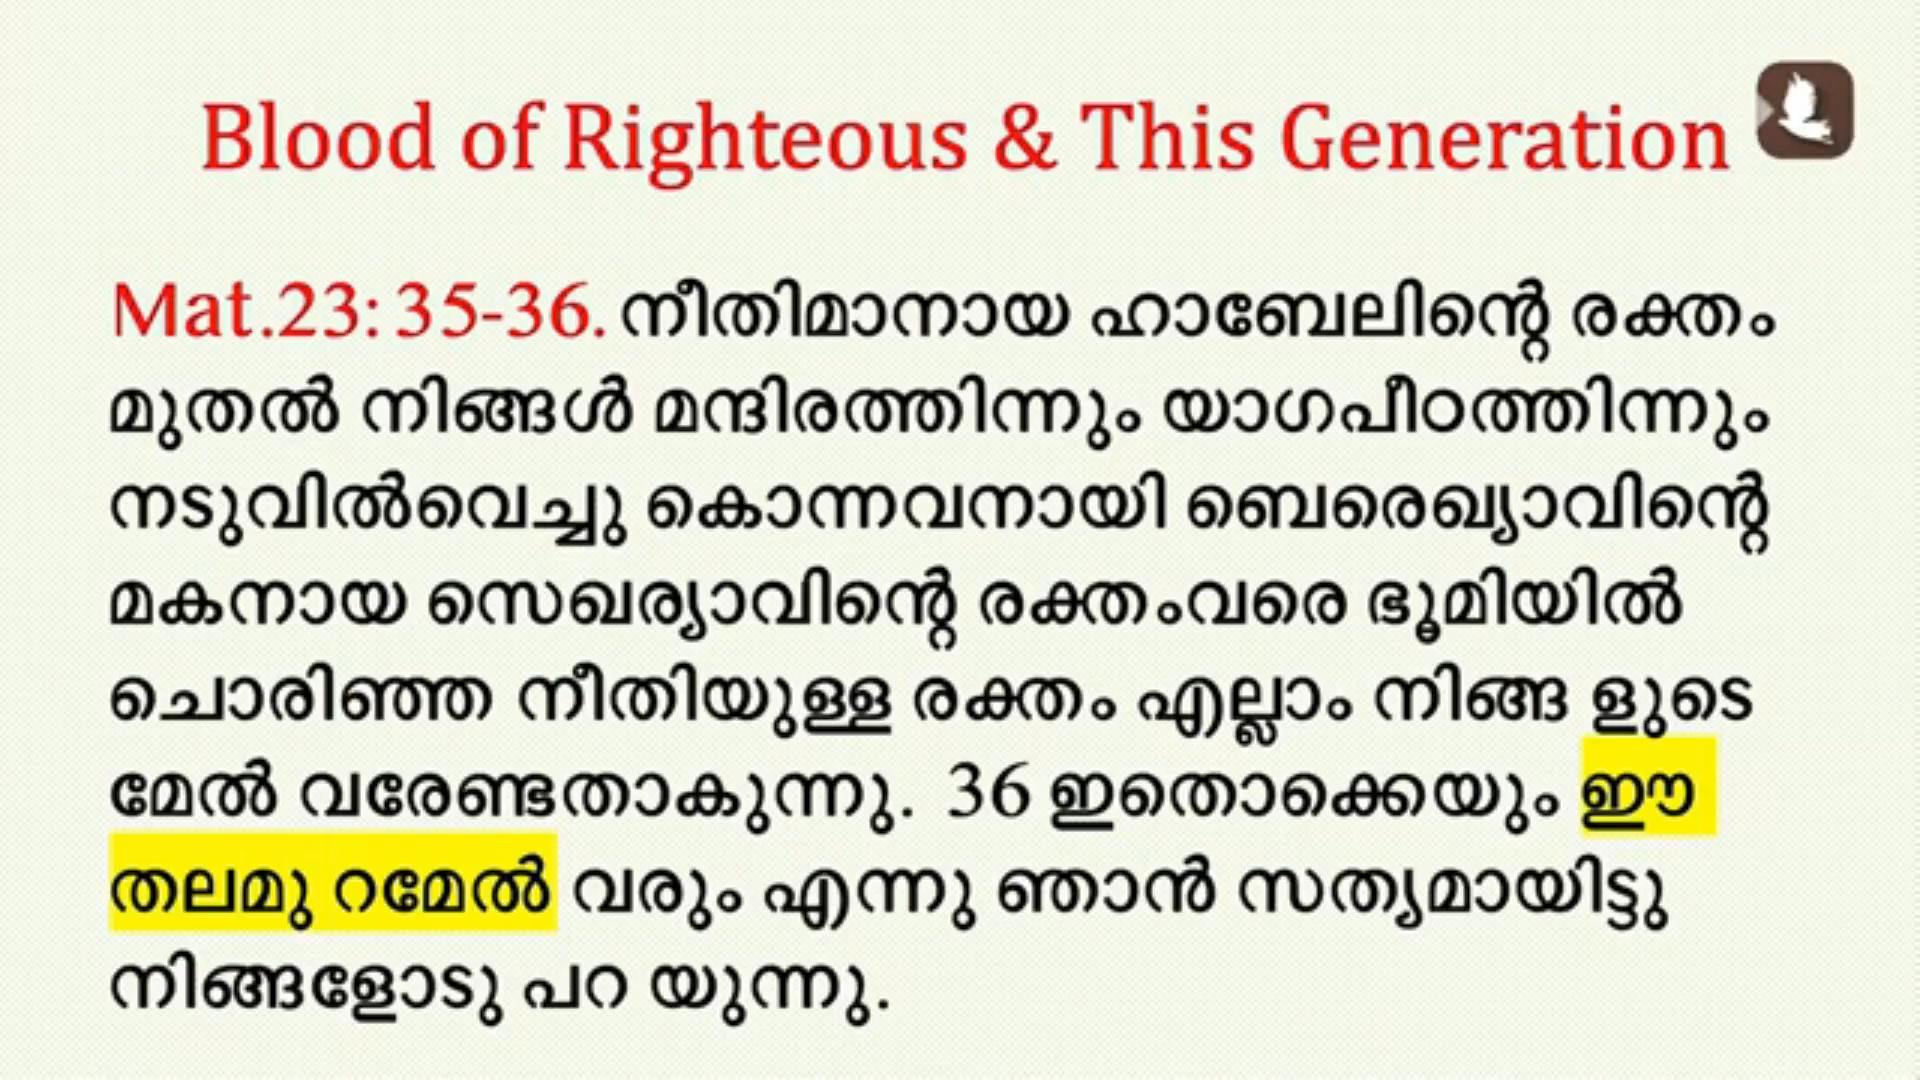 Blood of Righteous & This Generation
Mat.23: 35-36. നീതിമാനായ ഹാബേലിന്റെ രക്തം
മുതൽ നിങ്ങൾ മന്ദിരത്തിന്നും യാഗപീഠത്തിന്നും
നടുവിൽവെച്ചു കൊന്നവനായി ബെരെഖ്യാവിന്റെ
മകനായ സെഖര്യാവിന്റെ രക്തംവരെ ഭൂമിയിൽ
ചൊരിഞ്ഞ നീതിയുള്ള രക്തം എല്ലാം നിങ്ങ ളുടെ
മേൽ വരേണ്ടതാകുന്നു. 36 ഇതൊക്കെയും ഈ
തലമു റമേൽ വരും എന്നു ഞാൻ സത്യമായിട്ടു
നിങ്ങളോടു പറ യുന്നു.